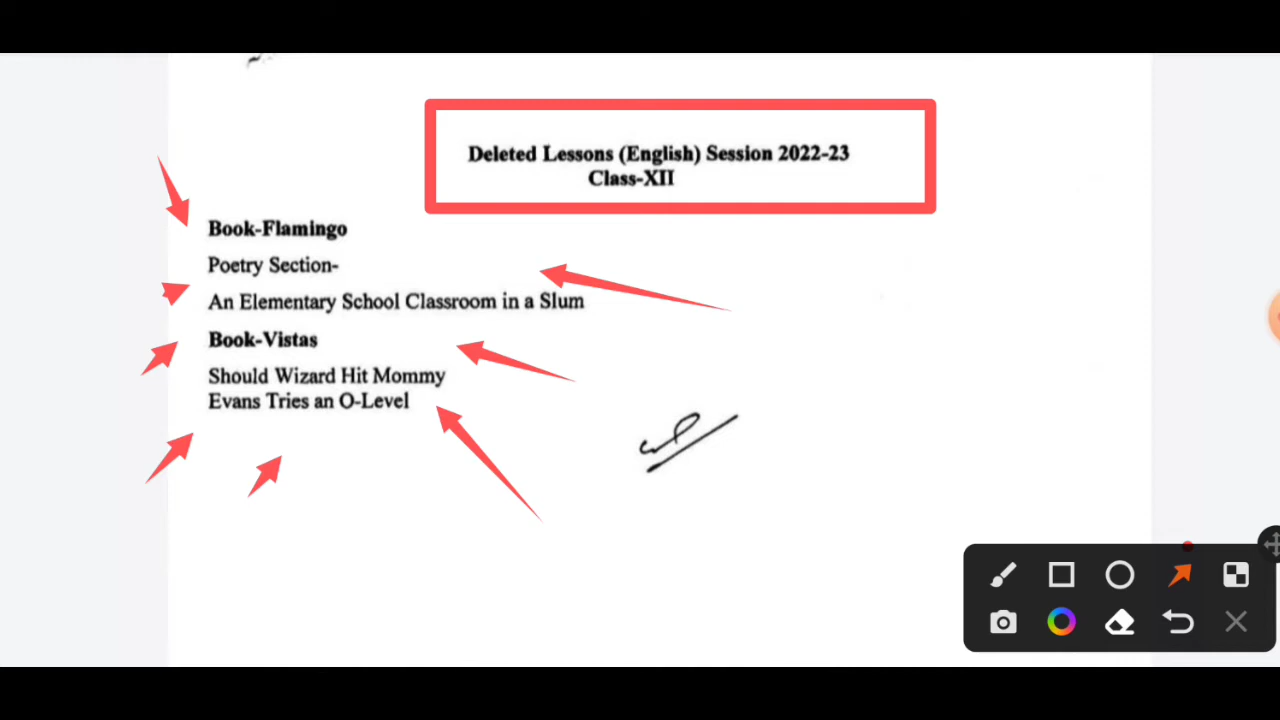 Deleted Lessons (English) Session 2022-23
Class-XII
Book-Flamingo
Poetry Section-
An Elementary School Classroom in a Slum
Book-Vistas
Should Wizard Hit Mommy
Evans Tries an O-Level